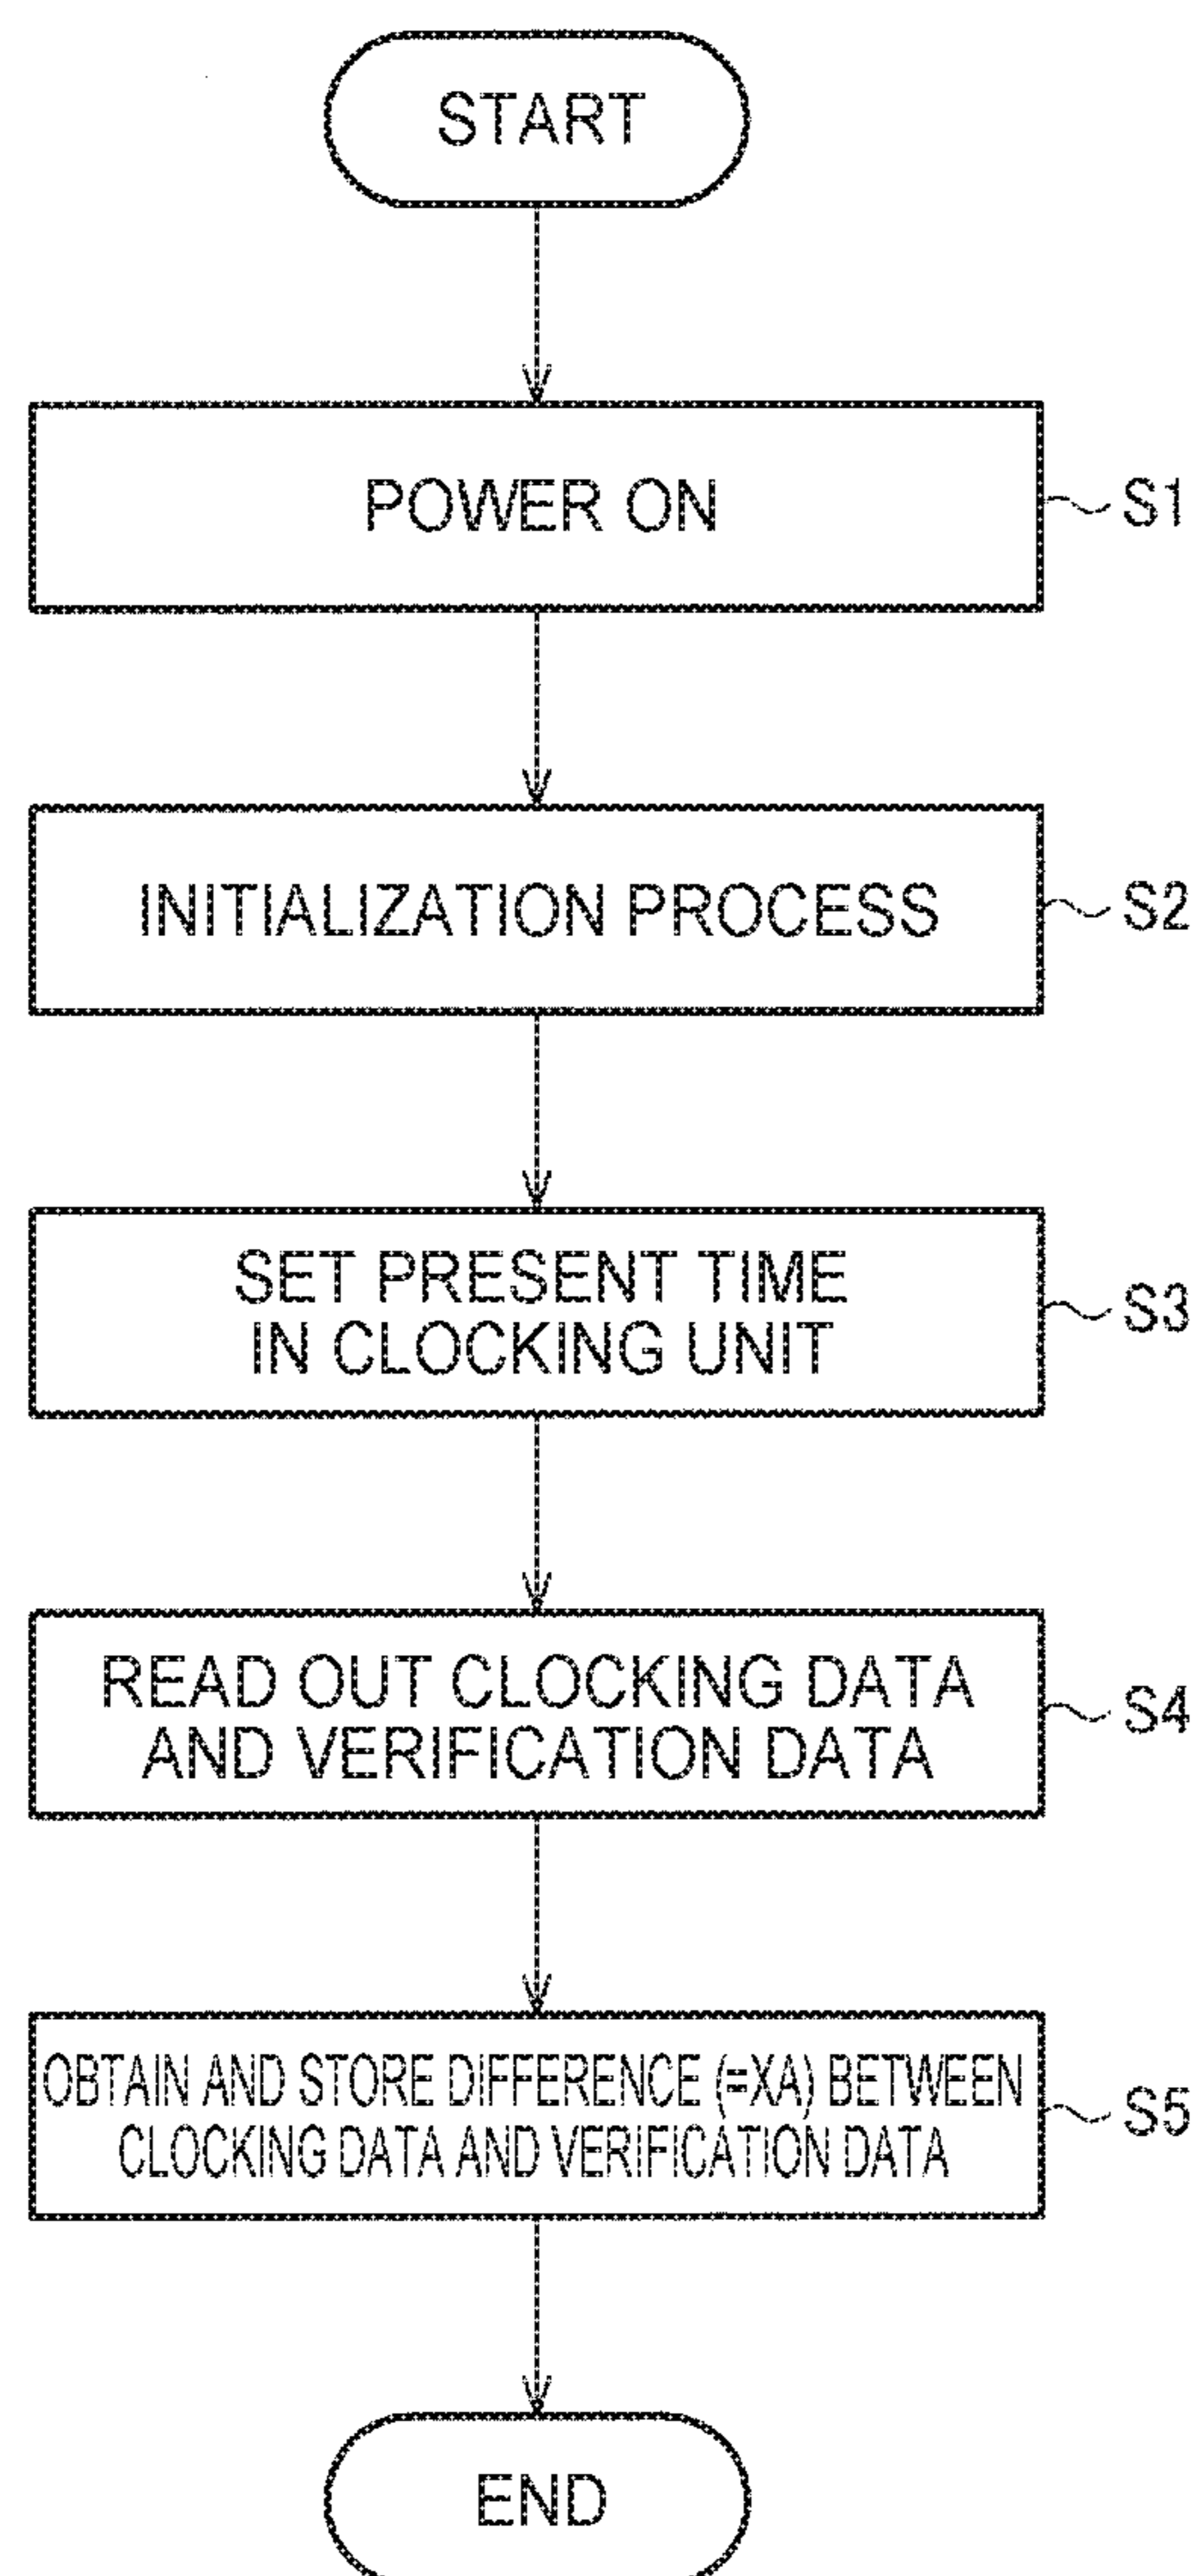 START
POWER ON
S1
INITIALIZATION PROCESS
S2
SET PRESENT TIME
IN CLOCKING UNIT
S3
READ OUT CLOCKING DATA
AND VERIFICATION DATA
S4
OBTAIN AND STORE DIFFERENCE (=XA) BETWEEN
CLOCKING DATA AND VERIFICATION DATA
S5
END